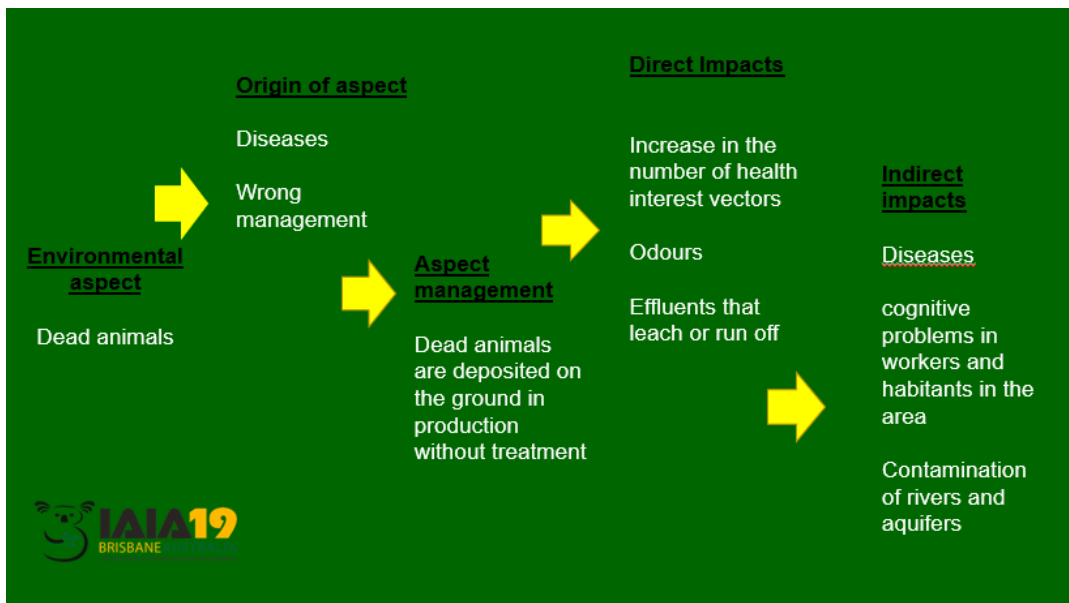 Environmental
aspect
Dead animals
Origin of aspect
Diseases
Wrong
management
Aspect
management
Dead animals
are deposited on
the ground in
production
without treatment
Direct Impacts
Increase in the
number of health
interest vectors
Odours
Effluents that
leach or run off
Indirect
impacts
Diseases
cognitive
problems in
workers and
habitants in the
area
Contamination
of rivers and
aquifers
IAIA19
BRISBANE AUSTRALIA